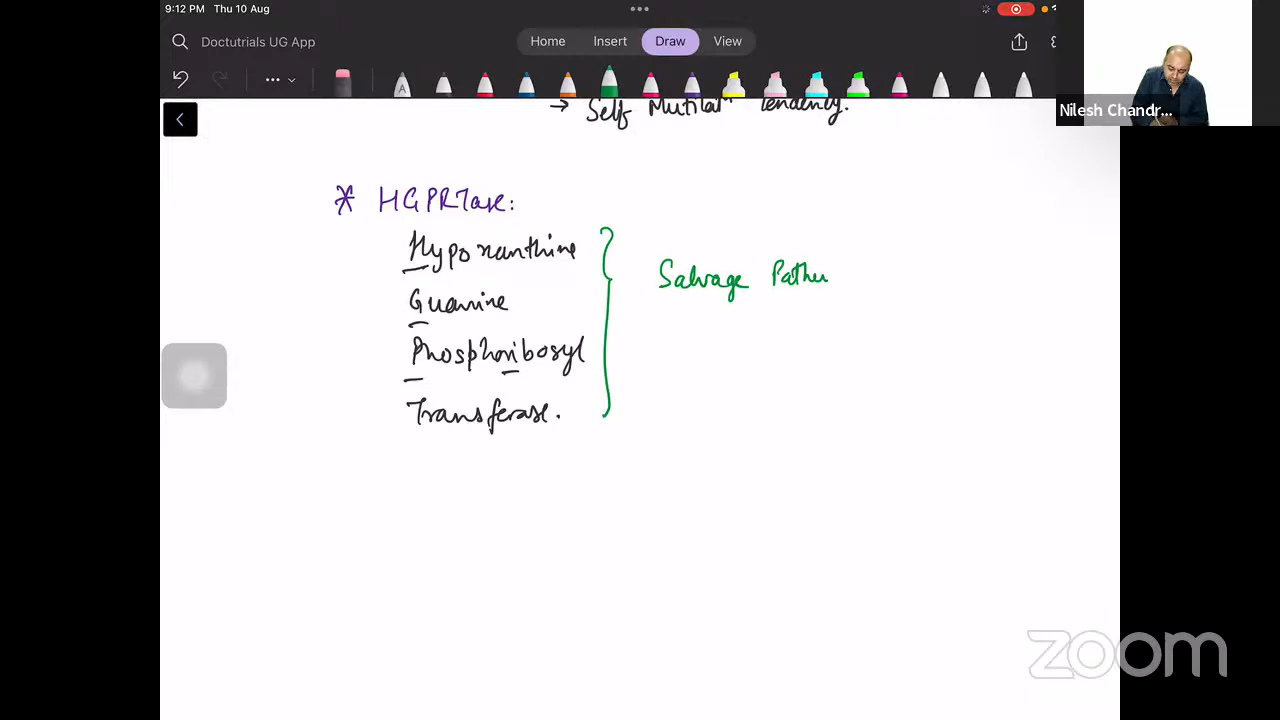 9:12 PM Thu 10 Aug
Doctutrials UG App
Home Insert Draw View
A
Nilesh Chandr...
→ Self Mutilatⁿ Tendency.
* HGPRTase:
Hypoxanthine
Guanine
Phosphoribosyl
Transferase.
Salvage Pathw
zoom